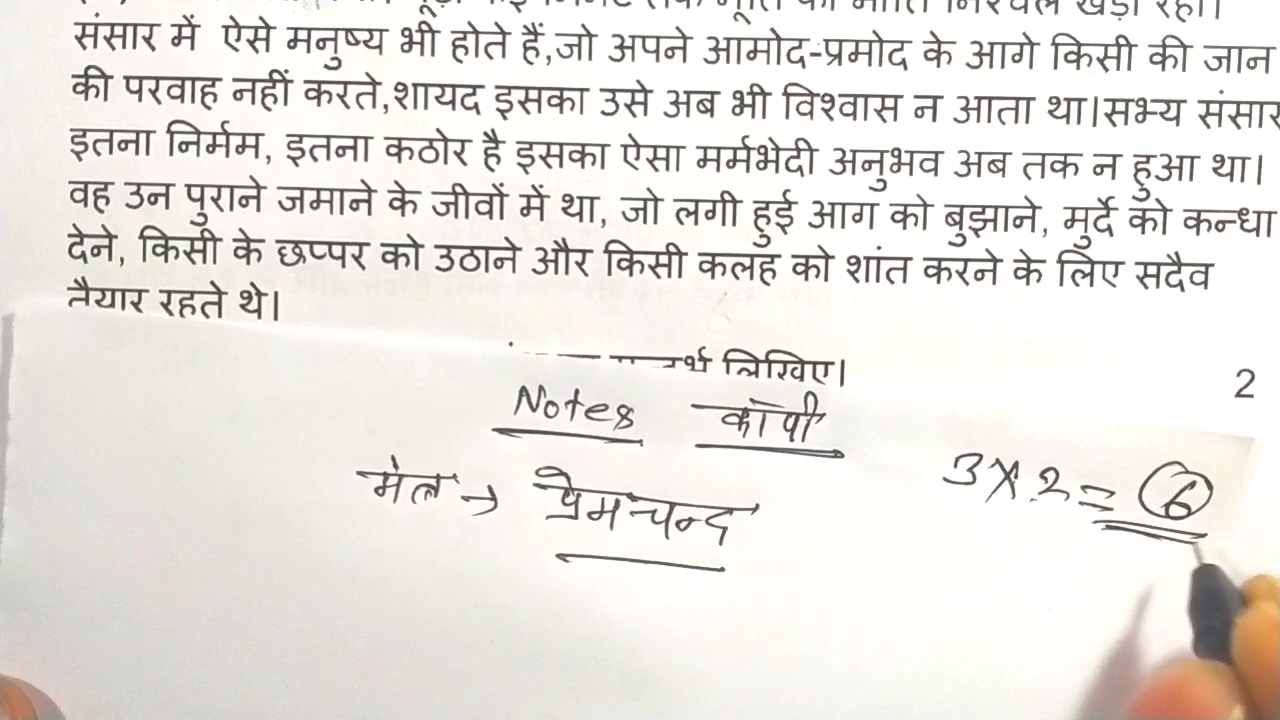 खड़ा रहा।
संसार में ऐसे मनुष्य भी होते हैं,जो अपने आमोद-प्रमोद के आगे किसी की जान
की परवाह नहीं करते,शायद इसका उसे अब भी विश्वास न आता था।सभ्य संसार
इतना निर्मम, इतना कठोर है इसका ऐसा मर्मभेदी अनुभव अब तक न हुआ था।
वह उन पुराने जमाने के जीवों में था, जो लगी हुई आग को बुझाने, मुर्दे को कन्धा
देने, किसी के छप्पर को उठाने और किसी कलह को शांत करने के लिए सदैव
तैयार रहते थे।
लिखिए। 2
Notes कॉपी
मंत्र → प्रेमचन्द
3 × 2 = 6